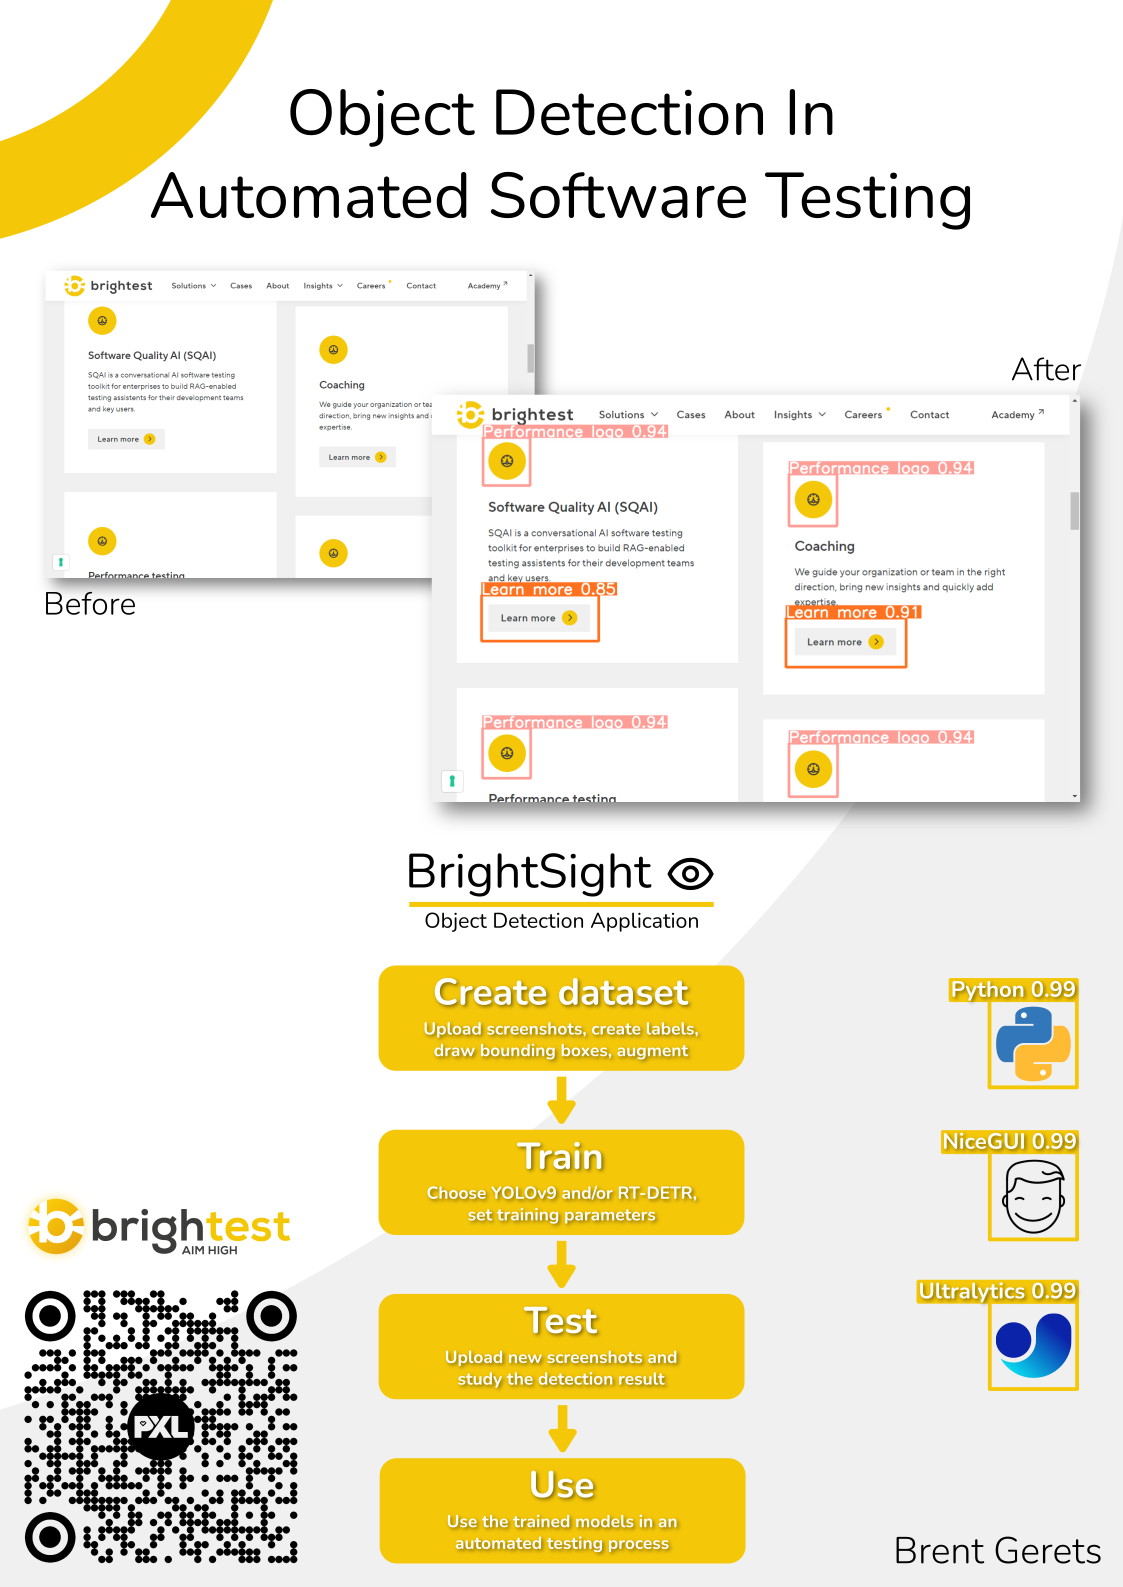 Object Detection In
Automated Software Testing
brightest Solutions Cases About Insights Careers Contact Academy
Software Quality AI (SQAI)
SQAI is a conversational AI software testing
toolkit for enterprises to build RAG-enabled
testing assistents for their development teams
and key users.
Learn more
Coaching
We guide your organization or tea
direction, bring new insights and
expertise.
Learn more
Performance testing
Before
After
brightest Solutions Cases About Insights Careers Contact Academy
Performance logo 0.94
Software Quality AI (SQAI)
SQAI is a conversational AI software testing
toolkit for enterprises to build RAG-enabled
testing assistents for their development teams
and key users.
Learn more 0.85
Learn more
Performance logo 0.94
Coaching
We guide your organization or team in the right
direction, bring new insights and quickly add
expertise.
Learn more 0.91
Learn more
Performance logo 0.94
Performance testing
Performance logo 0.94
BrightSight
Object Detection Application
Create dataset
Upload screenshots, create labels,
draw bounding boxes, augment
Train
Choose YOLOv9 and/or RT-DETR,
set training parameters
Test
Upload new screenshots and
study the detection result
Use
Use the trained models in an
automated testing process
Python 0.99
NiceGUI 0.99
Ultralytics 0.99
brightest
AIM HIGH
PXL
Brent Gerets